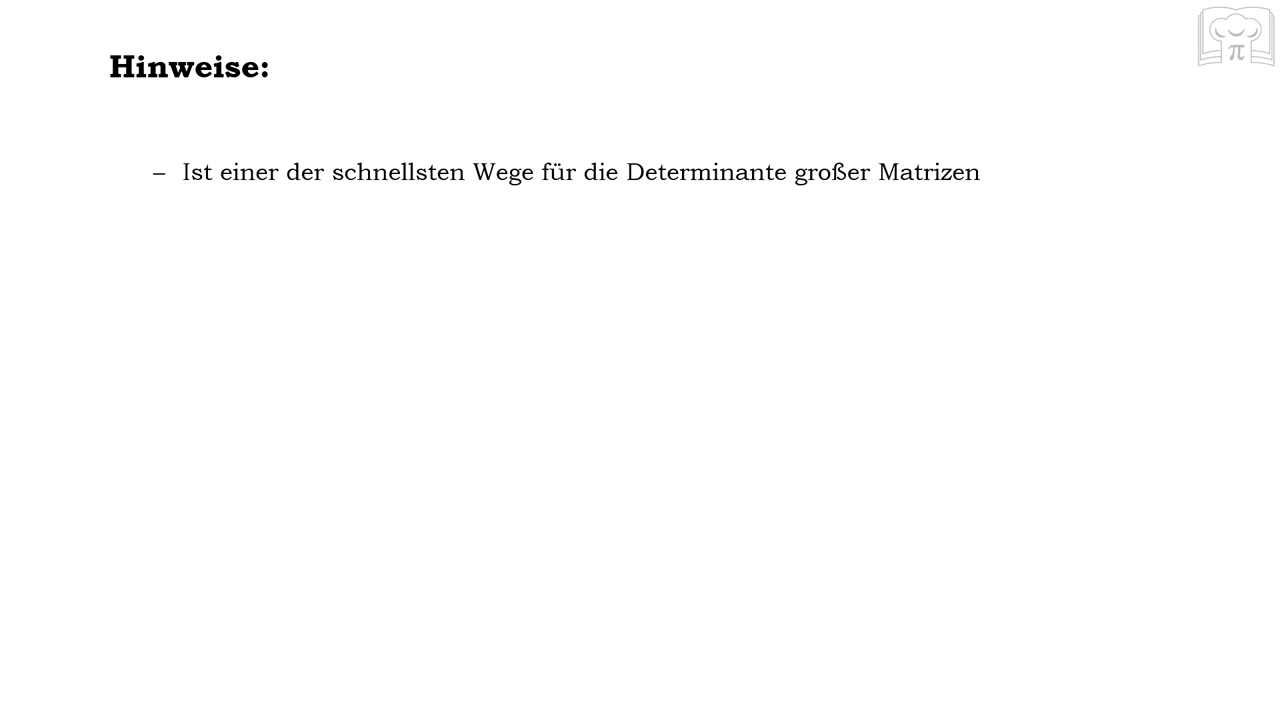 Hinweise:
– Ist einer der schnellsten Wege für die Determinante großer Matrizen
π